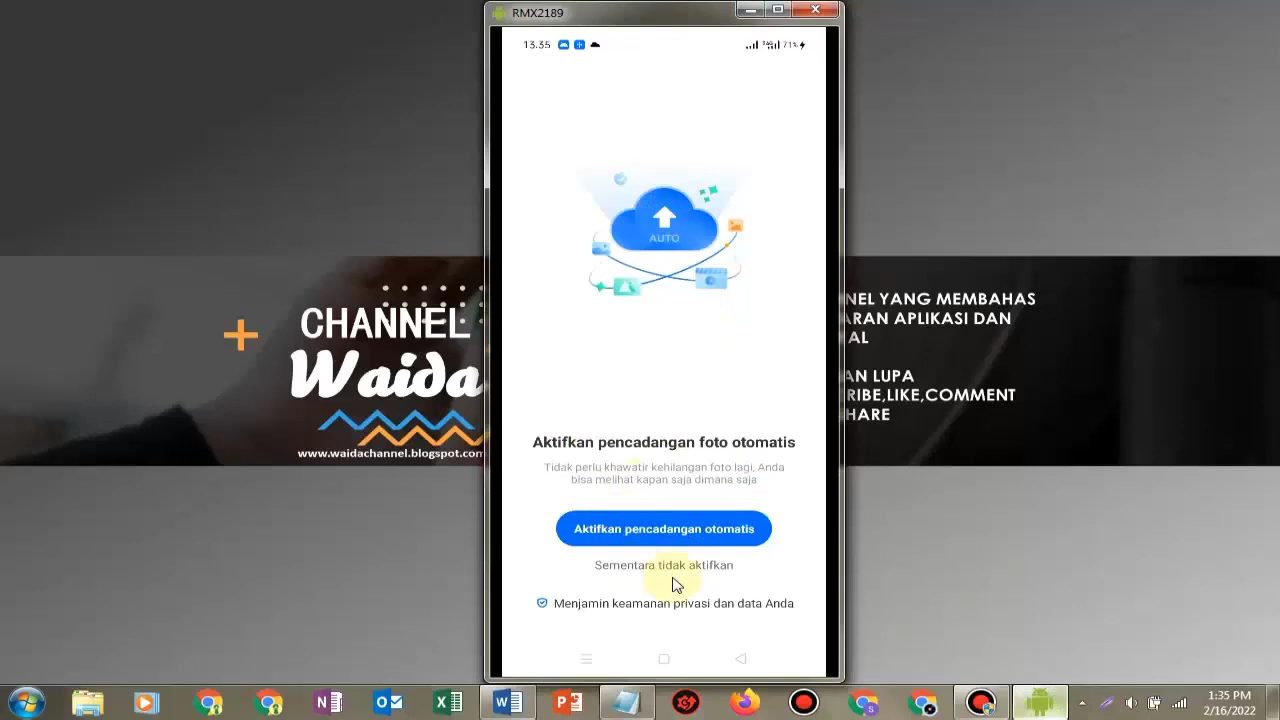 RMX2189
13.35
71%
AUTO
CHANNEL
Waida
www.waidachannel.blogspot.com
NEL YANG MEMBAHAS
ARAN APLIKASI DAN
AL
AN LUPA
RIBE,LIKE,COMMENT
HARE
Aktifkan pencadangan foto otomatis
Tidak perlu khawatir kehilangan foto lagi, Anda
bisa melihat kapan saja dimana saja
Aktifkan pencadangan otomatis
Sementara tidak aktifkan
Menjamin keamanan privasi dan data Anda
1:35 PM
2/16/2022